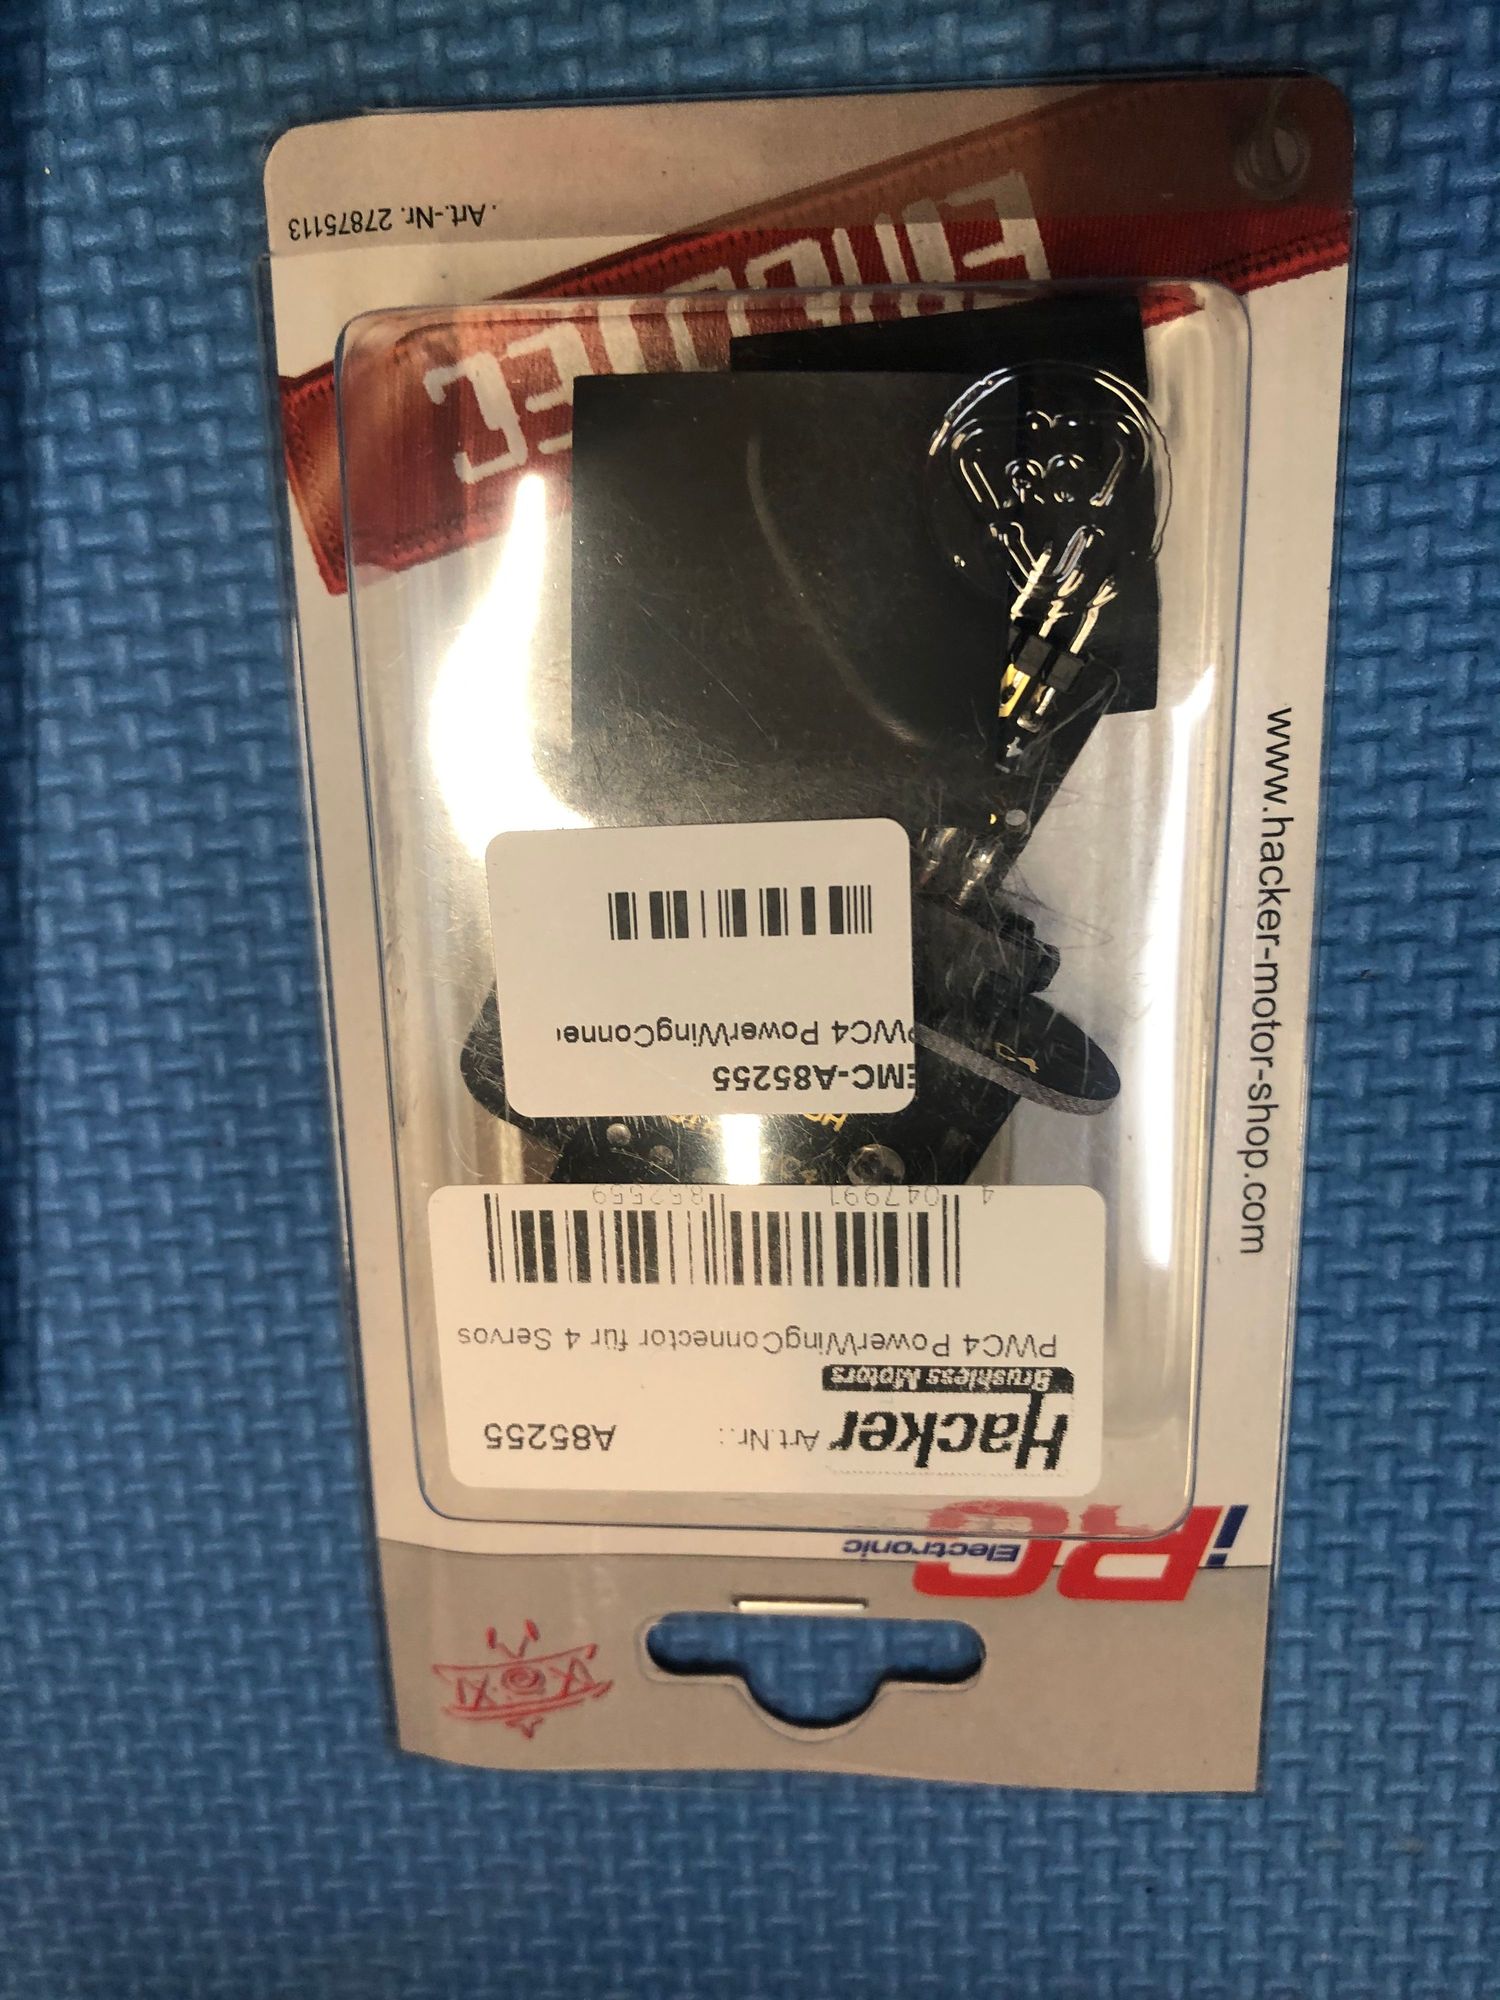 iRC
Electronic
Hacker
Brushless Motors
Art.Nr.:
A85255
PWC4 PowerWingConnector für 4 Servos
4 047991 852559
EMC-A85255
PWC4 PowerWingConne
www.hacker-motor-shop.com
Art.-Nr. 27875113